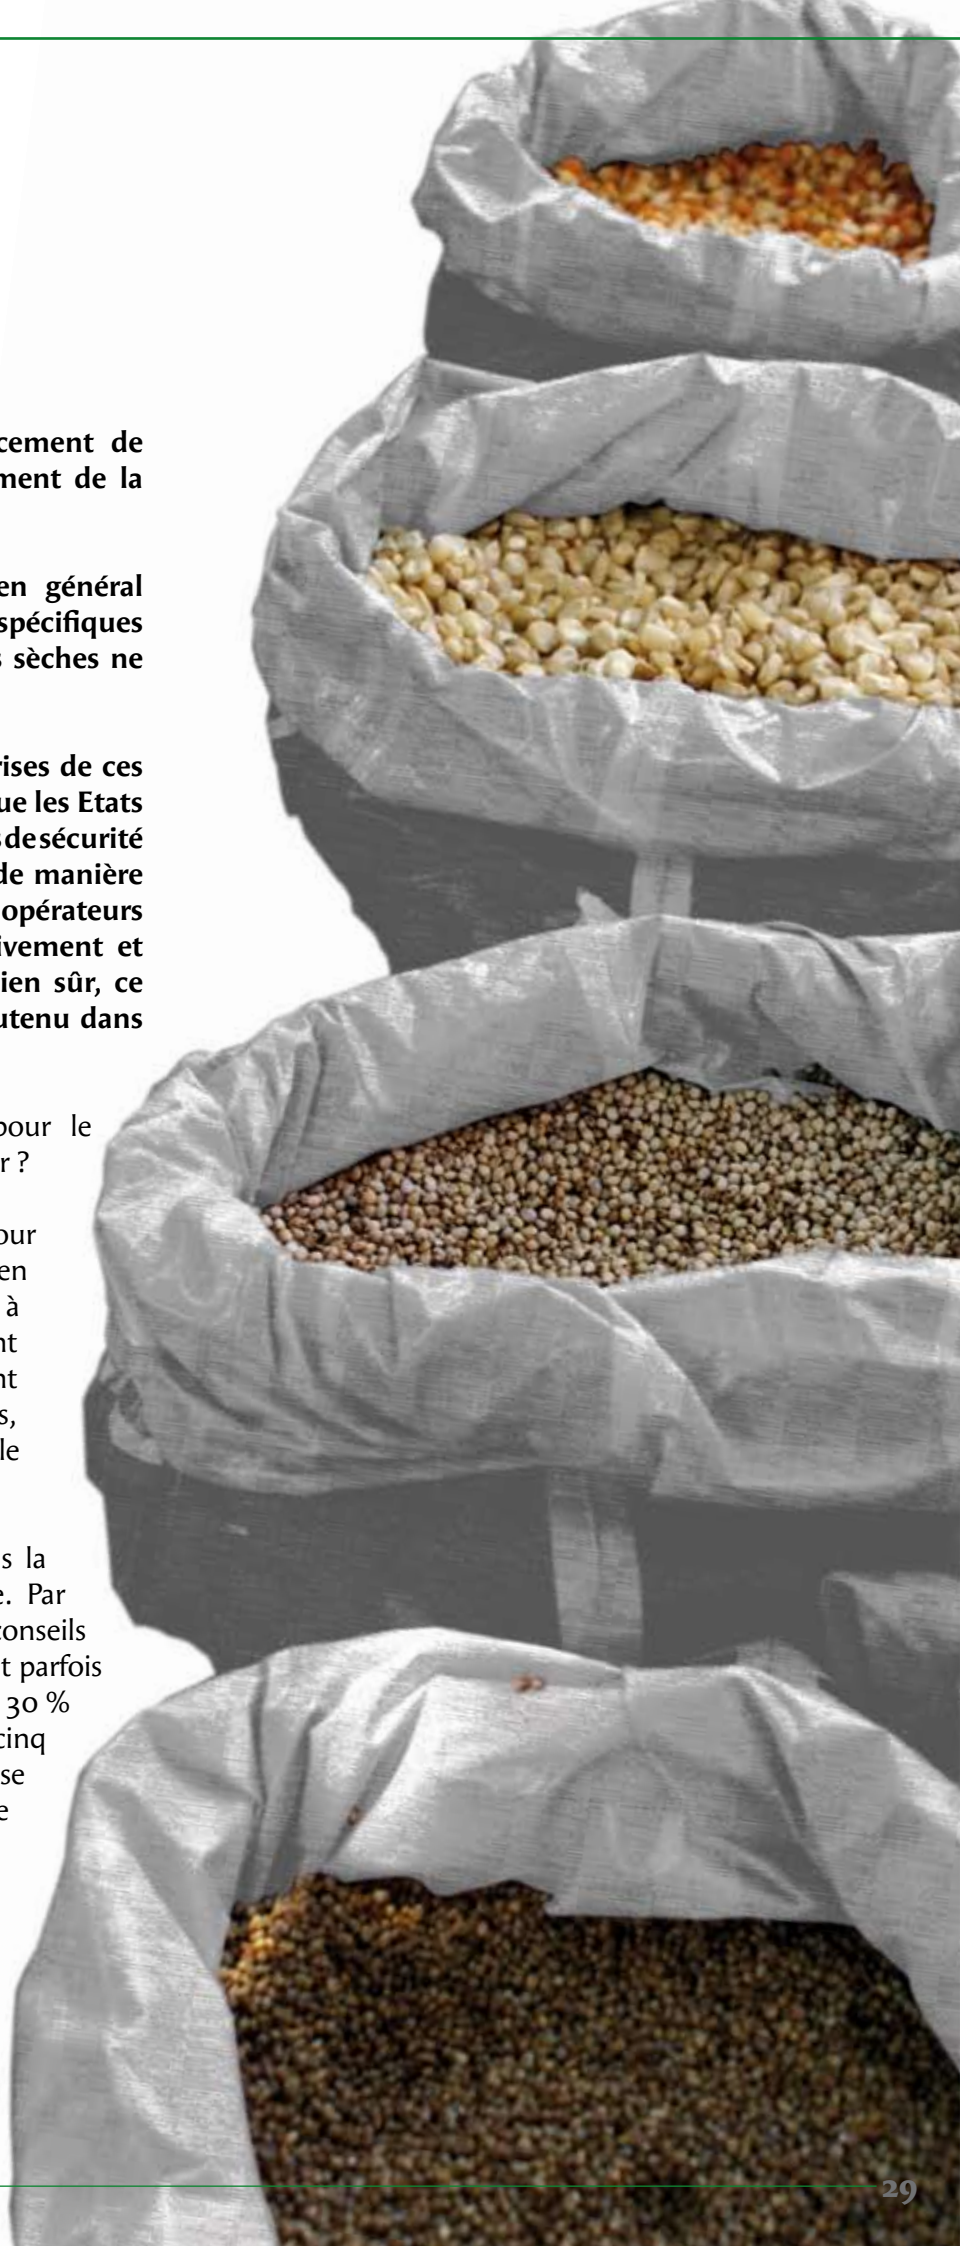 cement de
ment de la
en général
spécifiques
s sèches ne
rises de ces
ue les Etats
s de sécurité
de manière
opérateurs
ivement et
ien sûr, ce
utenu dans
pour le
r ?
our
en
à
nt
nt
s,
le
s la
e. Par
conseils
t parfois
30 %
cinq
se
e
29